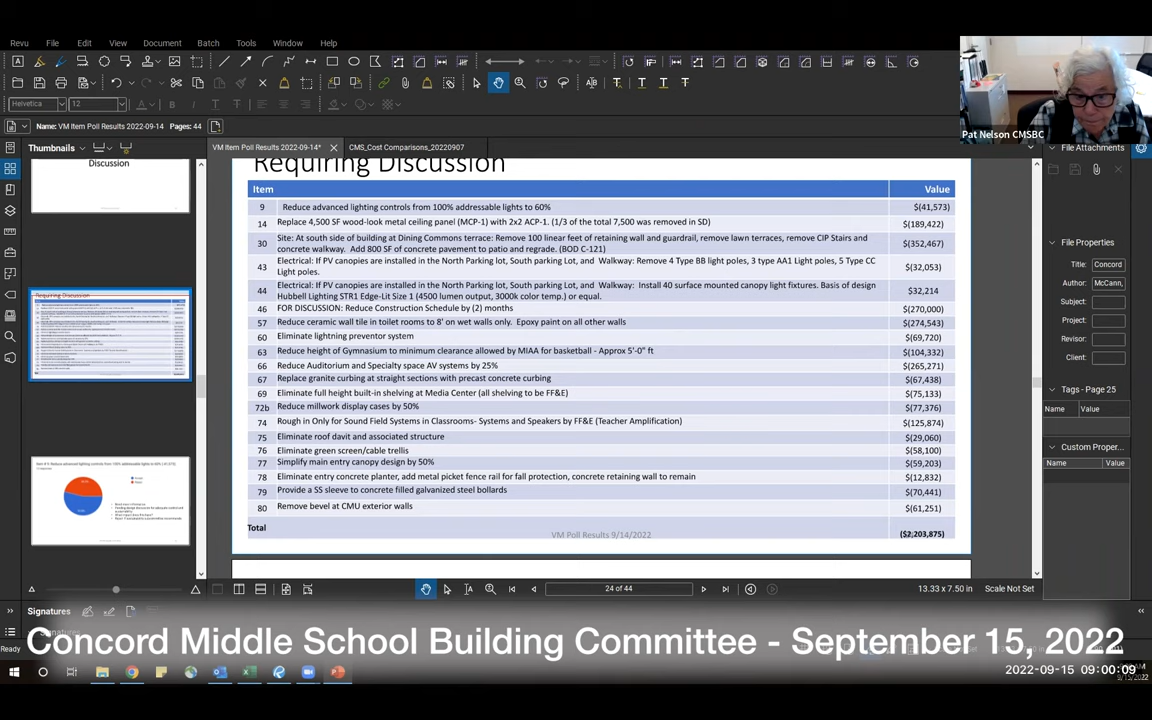 Revu File Edit View Document Batch Tools Window Help
Helvetica 12
Name: VM Item Poll Results 2022-09-14 Pages: 44
Pat Nelson CMSBC
Thumbnails
VM Item Poll Results 2022-09-14*
CMS_Cost Comparisons_20220907
File Attachments
Discussion
Requiring Discussion
Item Value
9 Reduce advanced lighting controls from 100% addressable lights to 60% $(41,573)
14 Replace 4,500 SF wood-look metal ceiling panel (MCP-1) with 2x2 ACP-1. (1/3 of the total 7,500 was removed in SD) $(189,422)
30 Site: At south side of building at Dining Commons terrace: Remove 100 linear feet of retaining wall and guardrail, remove lawn terraces, remove CIP Stairs and
concrete walkway. Add 800 SF of concrete pavement to patio and regrade. (BOD C-121) $(352,467)
43 Electrical: If PV canopies are installed in the North Parking lot, South parking Lot, and Walkway: Remove 4 Type BB light poles, 3 type AA1 Light poles, 5 Type CC
Light poles. $(32,053)
44 Electrical: If PV canopies are installed in the North Parking lot, South parking Lot, and Walkway: Install 40 surface mounted canopy light fixtures. Basis of design
Hubbell Lighting STR1 Edge-Lit Size 1 (4500 lumen output, 3000k color temp.) or equal. $32,214
46 FOR DISCUSSION: Reduce Construction Schedule by (2) months $(270,000)
57 Reduce ceramic wall tile in toilet rooms to 8' on wet walls only. Epoxy paint on all other walls $(274,543)
60 Eliminate lightning preventor system $(69,720)
63 Reduce height of Gymnasium to minimum clearance allowed by MIAA for basketball - Approx 5'-0" ft $(104,332)
66 Reduce Auditorium and Specialty space AV systems by 25% $(265,271)
67 Replace granite curbing at straight sections with precast concrete curbing $(67,438)
69 Eliminate full height built-in shelving at Media Center (all shelving to be FF&E) $(75,133)
72b Reduce millwork display cases by 50% $(77,376)
74 Rough in Only for Sound Field Systems in Classrooms- Systems and Speakers by FF&E (Teacher Amplification) $(125,874)
75 Eliminate roof davit and associated structure $(29,060)
76 Eliminate green screen/cable trellis $(58,100)
77 Simplify main entry canopy design by 50% $(59,203)
78 Eliminate entry concrete planter, add metal picket fence rail for fall protection, concrete retaining wall to remain $(12,832)
79 Provide a SS sleeve to concrete filled galvanized steel bollards $(70,441)
80 Remove bevel at CMU exterior walls $(61,251)
Total ($2,203,875)
VM Poll Results 9/14/2022
File Properties
Title: Concord
Author: McCann,
Subject:
Project:
Revisor:
Client:
Tags - Page 25
Name Value
Custom Proper...
Name Value
24 of 44
13.33 x 7.50 in Scale Not Set
Signatures
Ready
Concord Middle School Building Committee - September 15, 2022
2022-09-15 09:00:09